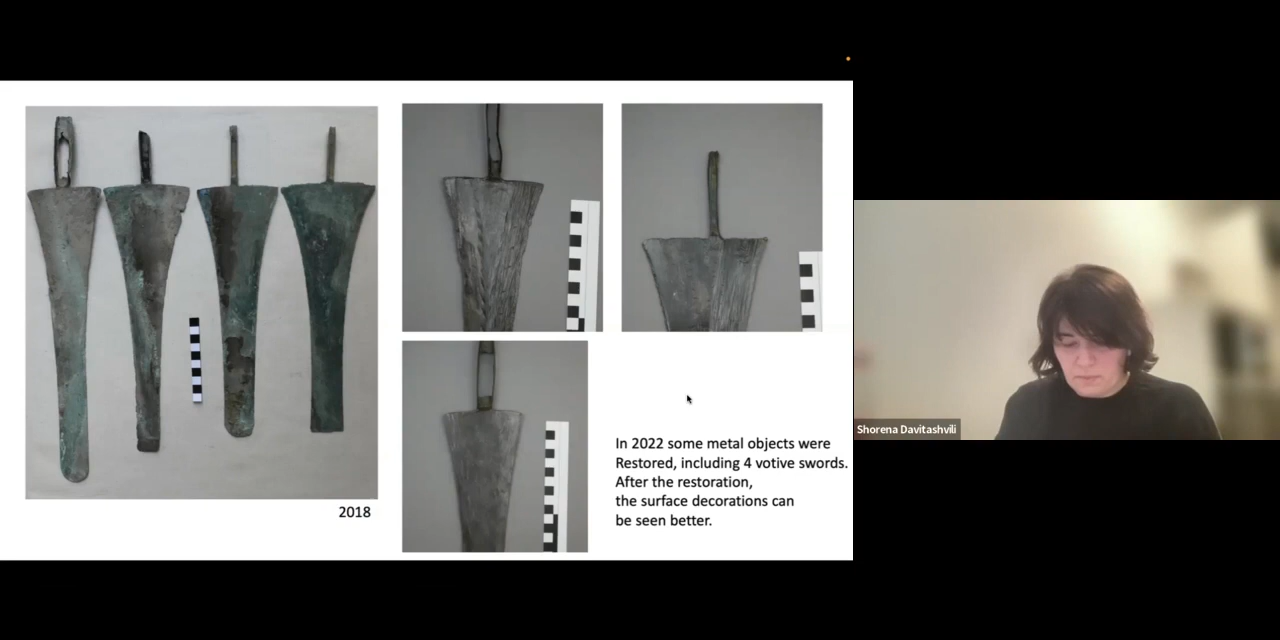 2018
In 2022 some metal objects were
Restored, including 4 votive swords.
After the restoration,
the surface decorations can
be seen better.
Shorena Davitashvili